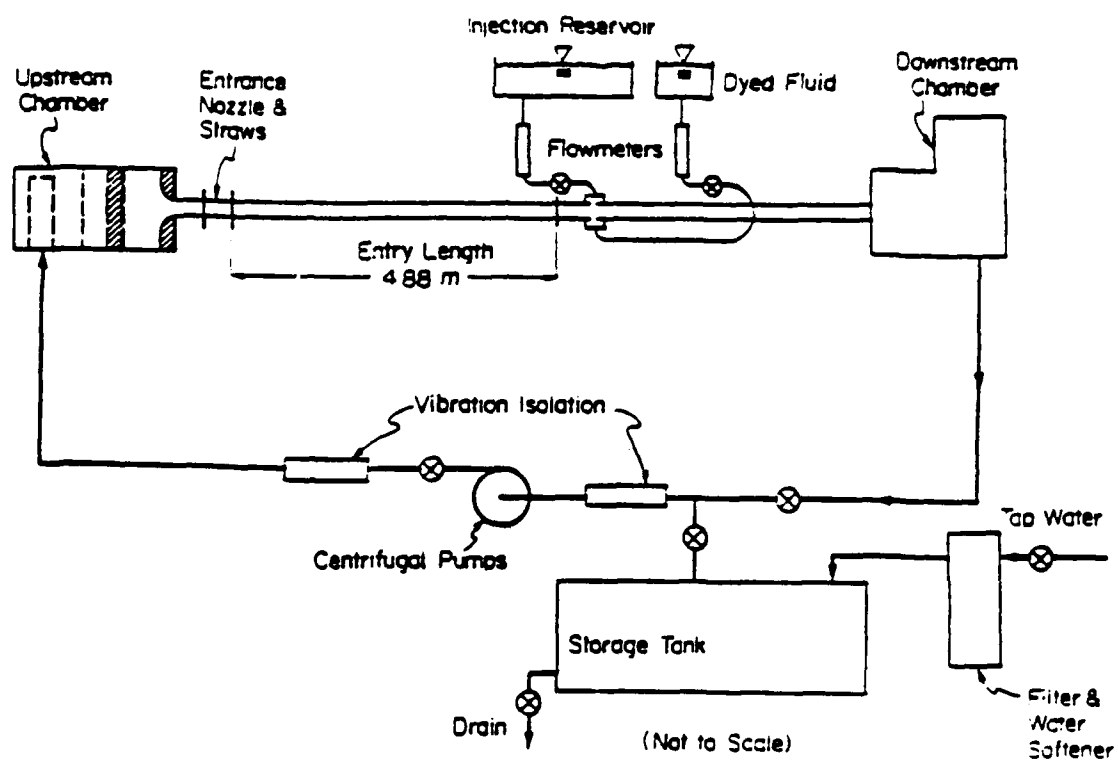 Injection Reservoir
Upstream
Chamber
Entrance
Nozzle &
Straws
Dyed Fluid
Downstream
Chamber
Flowmeters
Entry Length
4.88 m
Vibration Isolation
Centrifugal Pumps
Tap Water
Storage Tank
Drain
(Not to Scale)
Filter &
Water
Softener